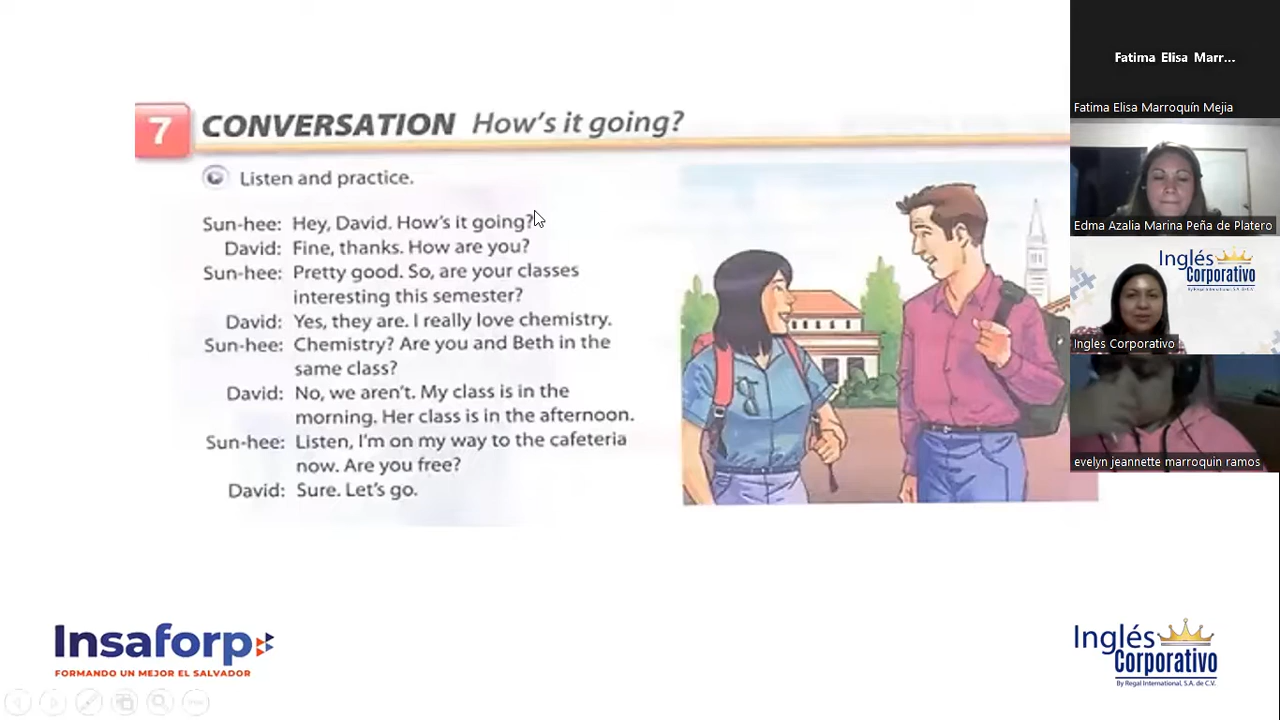 7 CONVERSATION How's it going?
Listen and practice.
Sun-hee: Hey, David. How's it going?
David: Fine, thanks. How are you?
Sun-hee: Pretty good. So, are your classes
interesting this semester?
David: Yes, they are. I really love chemistry.
Sun-hee: Chemistry? Are you and Beth in the
same class?
David: No, we aren't. My class is in the
morning. Her class is in the afternoon.
Sun-hee: Listen, I'm on my way to the cafeteria
now. Are you free?
David: Sure. Let's go.
Insaforp
FORMANDO UN MEJOR EL SALVADOR
Inglés
Corporativo
By Regal International, S.A. de C.V.
Fatima Elisa Marr...
Fatima Elisa Marroquín Mejia
Edma Azalia Marina Peña de Platero
Inglés
Corporativo
By Regal International, S.A. de C.V.
Ingles Corporativo
evelyn jeannette marroquin ramos